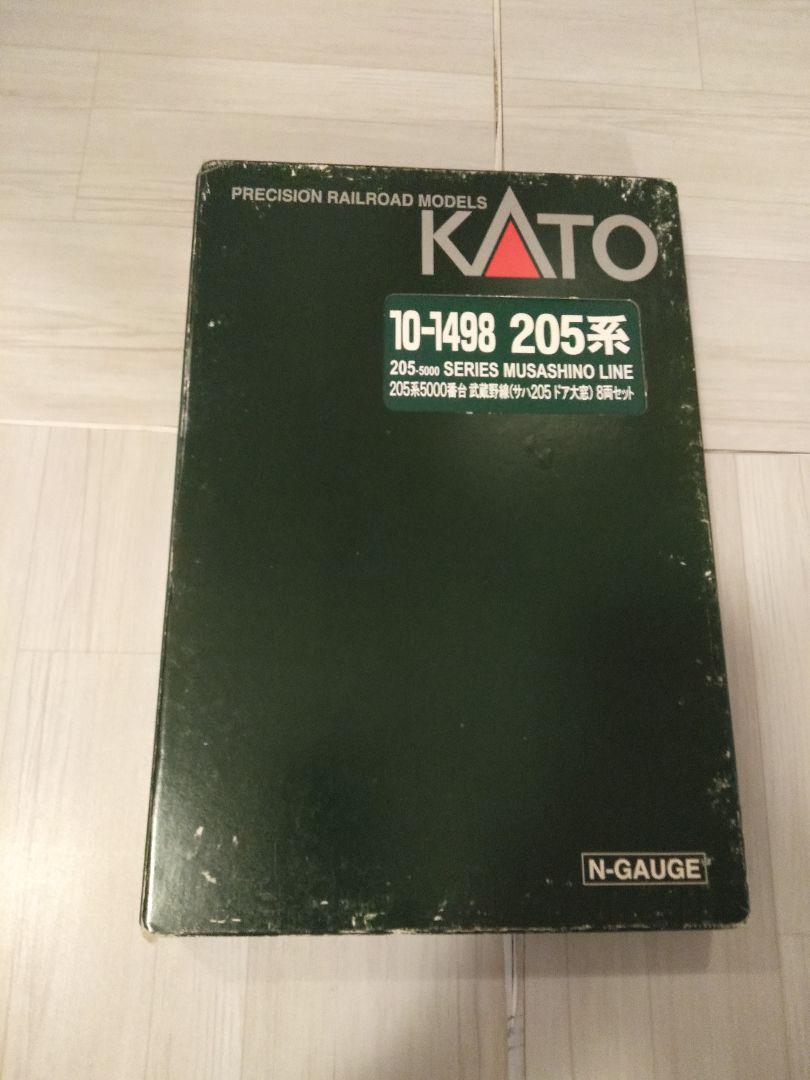 PRECISION RAILROAD MODELS
KATO
10-1498 205系
205-5000 SERIES MUSASHINO LINE
205系5000番台 武蔵野線(サハ205 ドア大窓) 8両セット
N-GAUGE